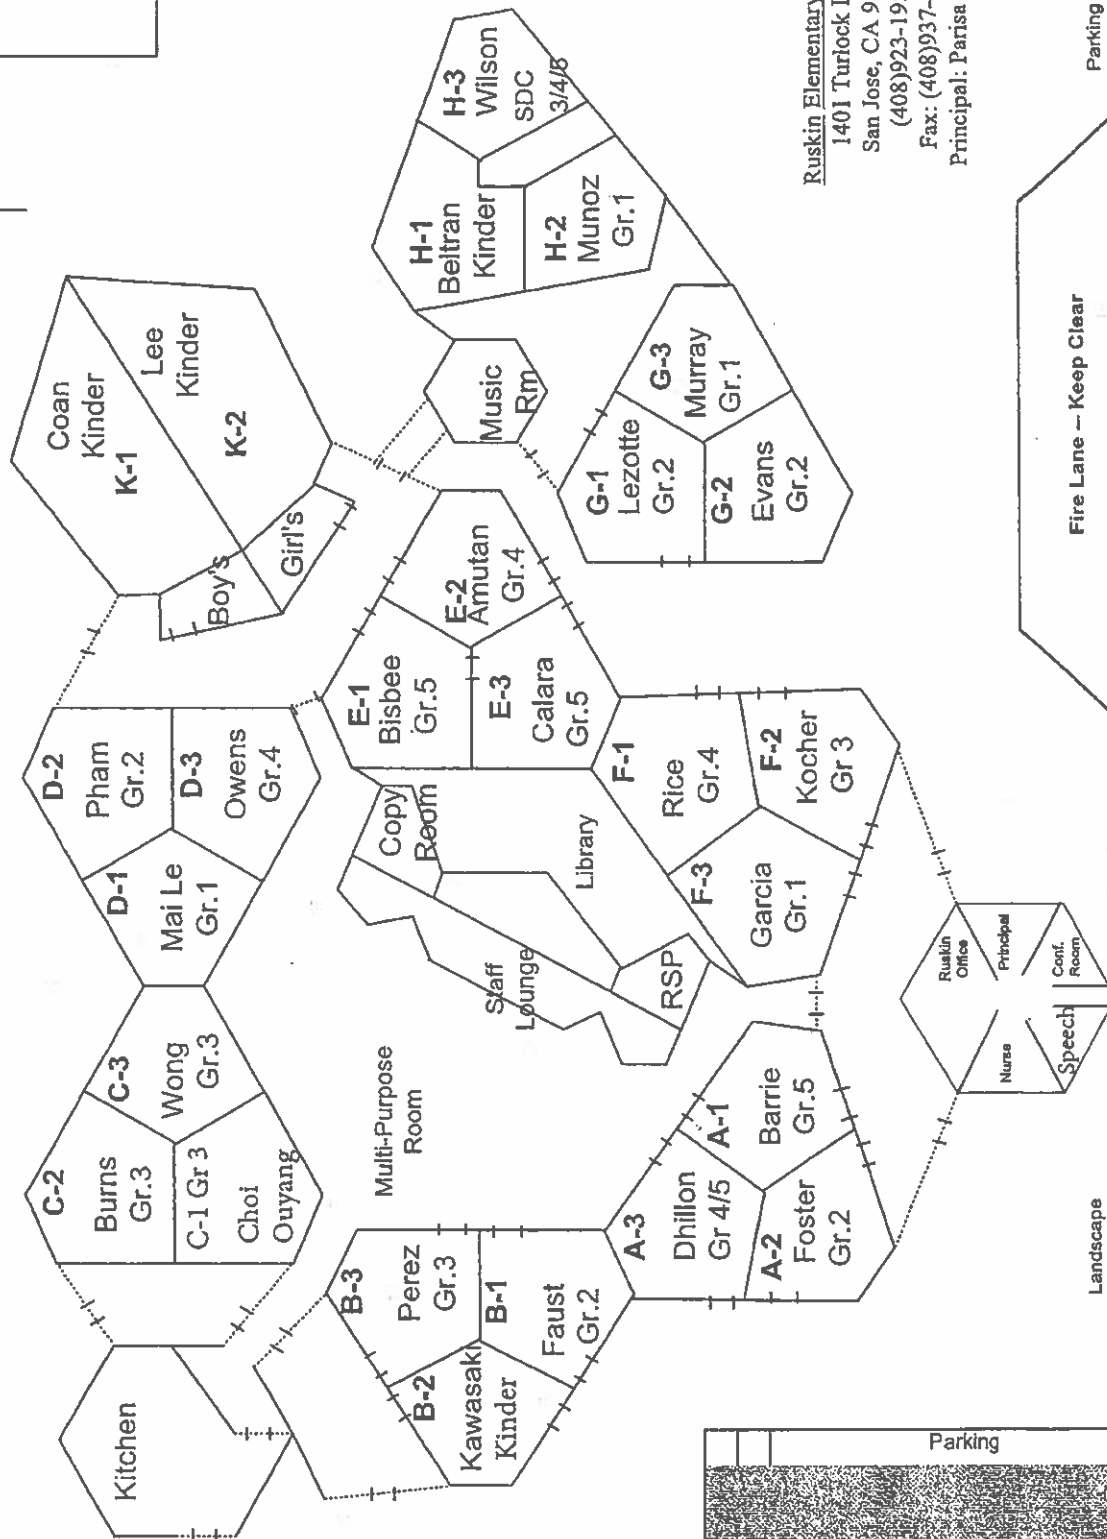 K-1
Coan
Kinder
Lee
Kinder
K-2
Boy's
Girl's
H-3
Wilson
SDC
3/4/5
H-1
Beltran
Kinder
H-2
Munoz
Gr.1
Music
Rm
G-3
Murray
Gr.1
G-1
Lezotte
Gr.2
G-2
Evans
Gr.2
D-2
Pham
Gr.2
D-3
Owens
Gr.4
D-1
Mai Le
Gr.1
E-1
Bisbee
Gr.5
E-2
Amutan
Gr.4
E-3
Calara
Gr.5
C-2
Burns
Gr.3
C-3
Wong
Gr.3
C-1 Gr 3
Choi
Ouyang
Copy
Room
Library
Staff
Lounge
RSP
F-1
Rice
Gr.4
F-2
Kocher
Gr 3
F-3
Garcia
Gr.1
Multi-Purpose
Room
Kitchen
B-3
Perez
Gr.3
B-1
Faust
Gr.2
B-2
Kawasaki
Kinder
A-1
Barrie
Gr.5
A-3
Dhillon
Gr 4/5
A-2
Foster
Gr.2
Ruskin
Office
Principal
Conf.
Room
Nurse
Speech
Ruskin Elementary
1401 Turlock
San Jose, CA 9
(408)923-19
Fax: (408)937-
Principal: Parisa
Parking
Fire Lane – Keep Clear
Landscape
Parking